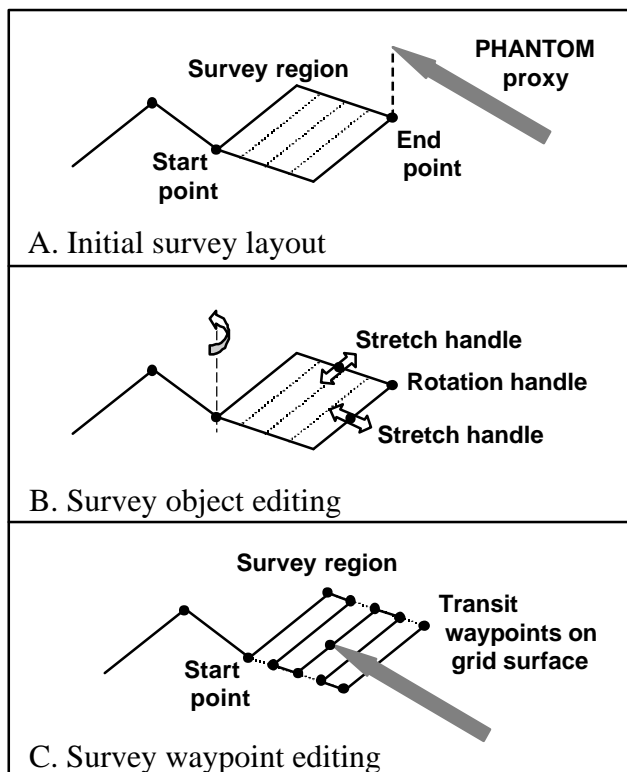 PHANTOM
proxy
Survey region
Start
point
End
point
A. Initial survey layout
Stretch handle
Rotation handle
Stretch handle
B. Survey object editing
Survey region
Transit
waypoints on
grid surface
Start
point
C. Survey waypoint editing